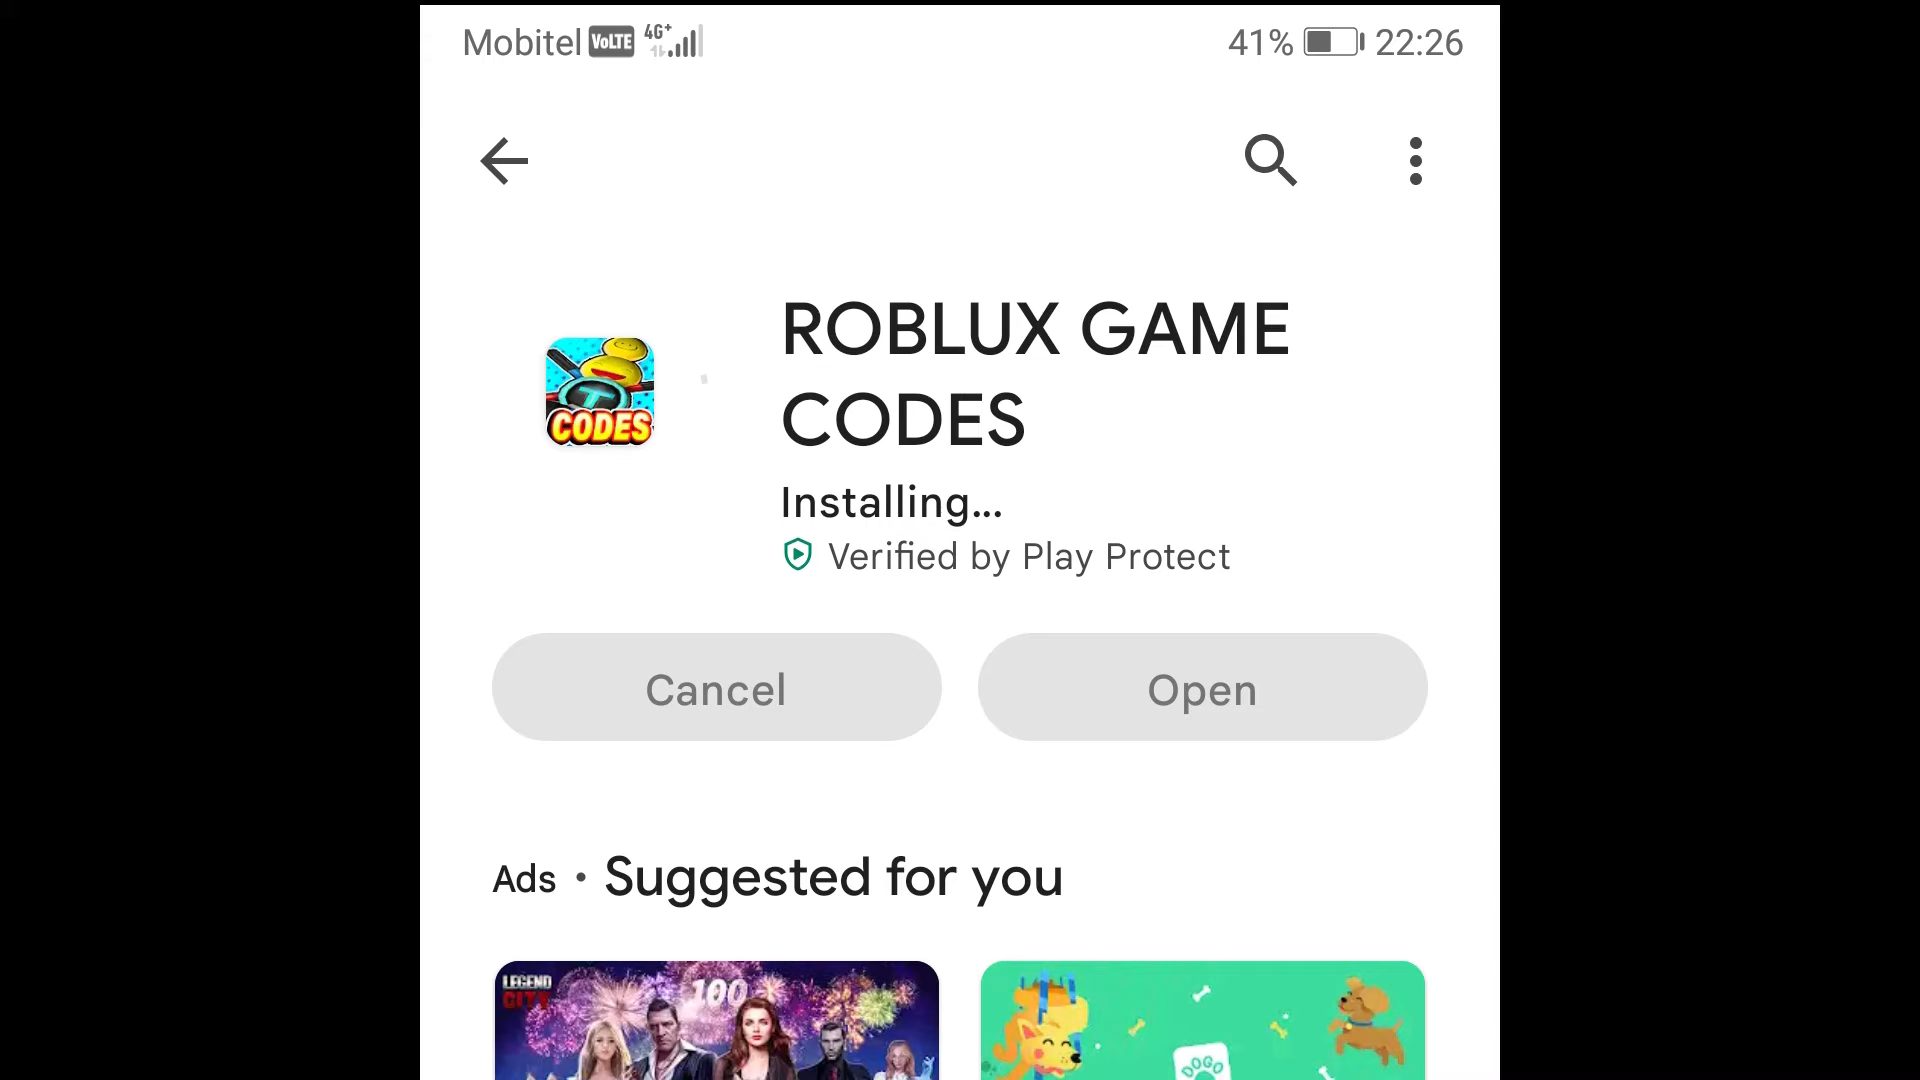 Mobitel VoLTE 4G+ 41% 22:26
CODES
ROBLUX GAME
CODES
Installing...
Verified by Play Protect
Cancel Open
Ads • Suggested for you
LEGEND
CITY
100
DOGO